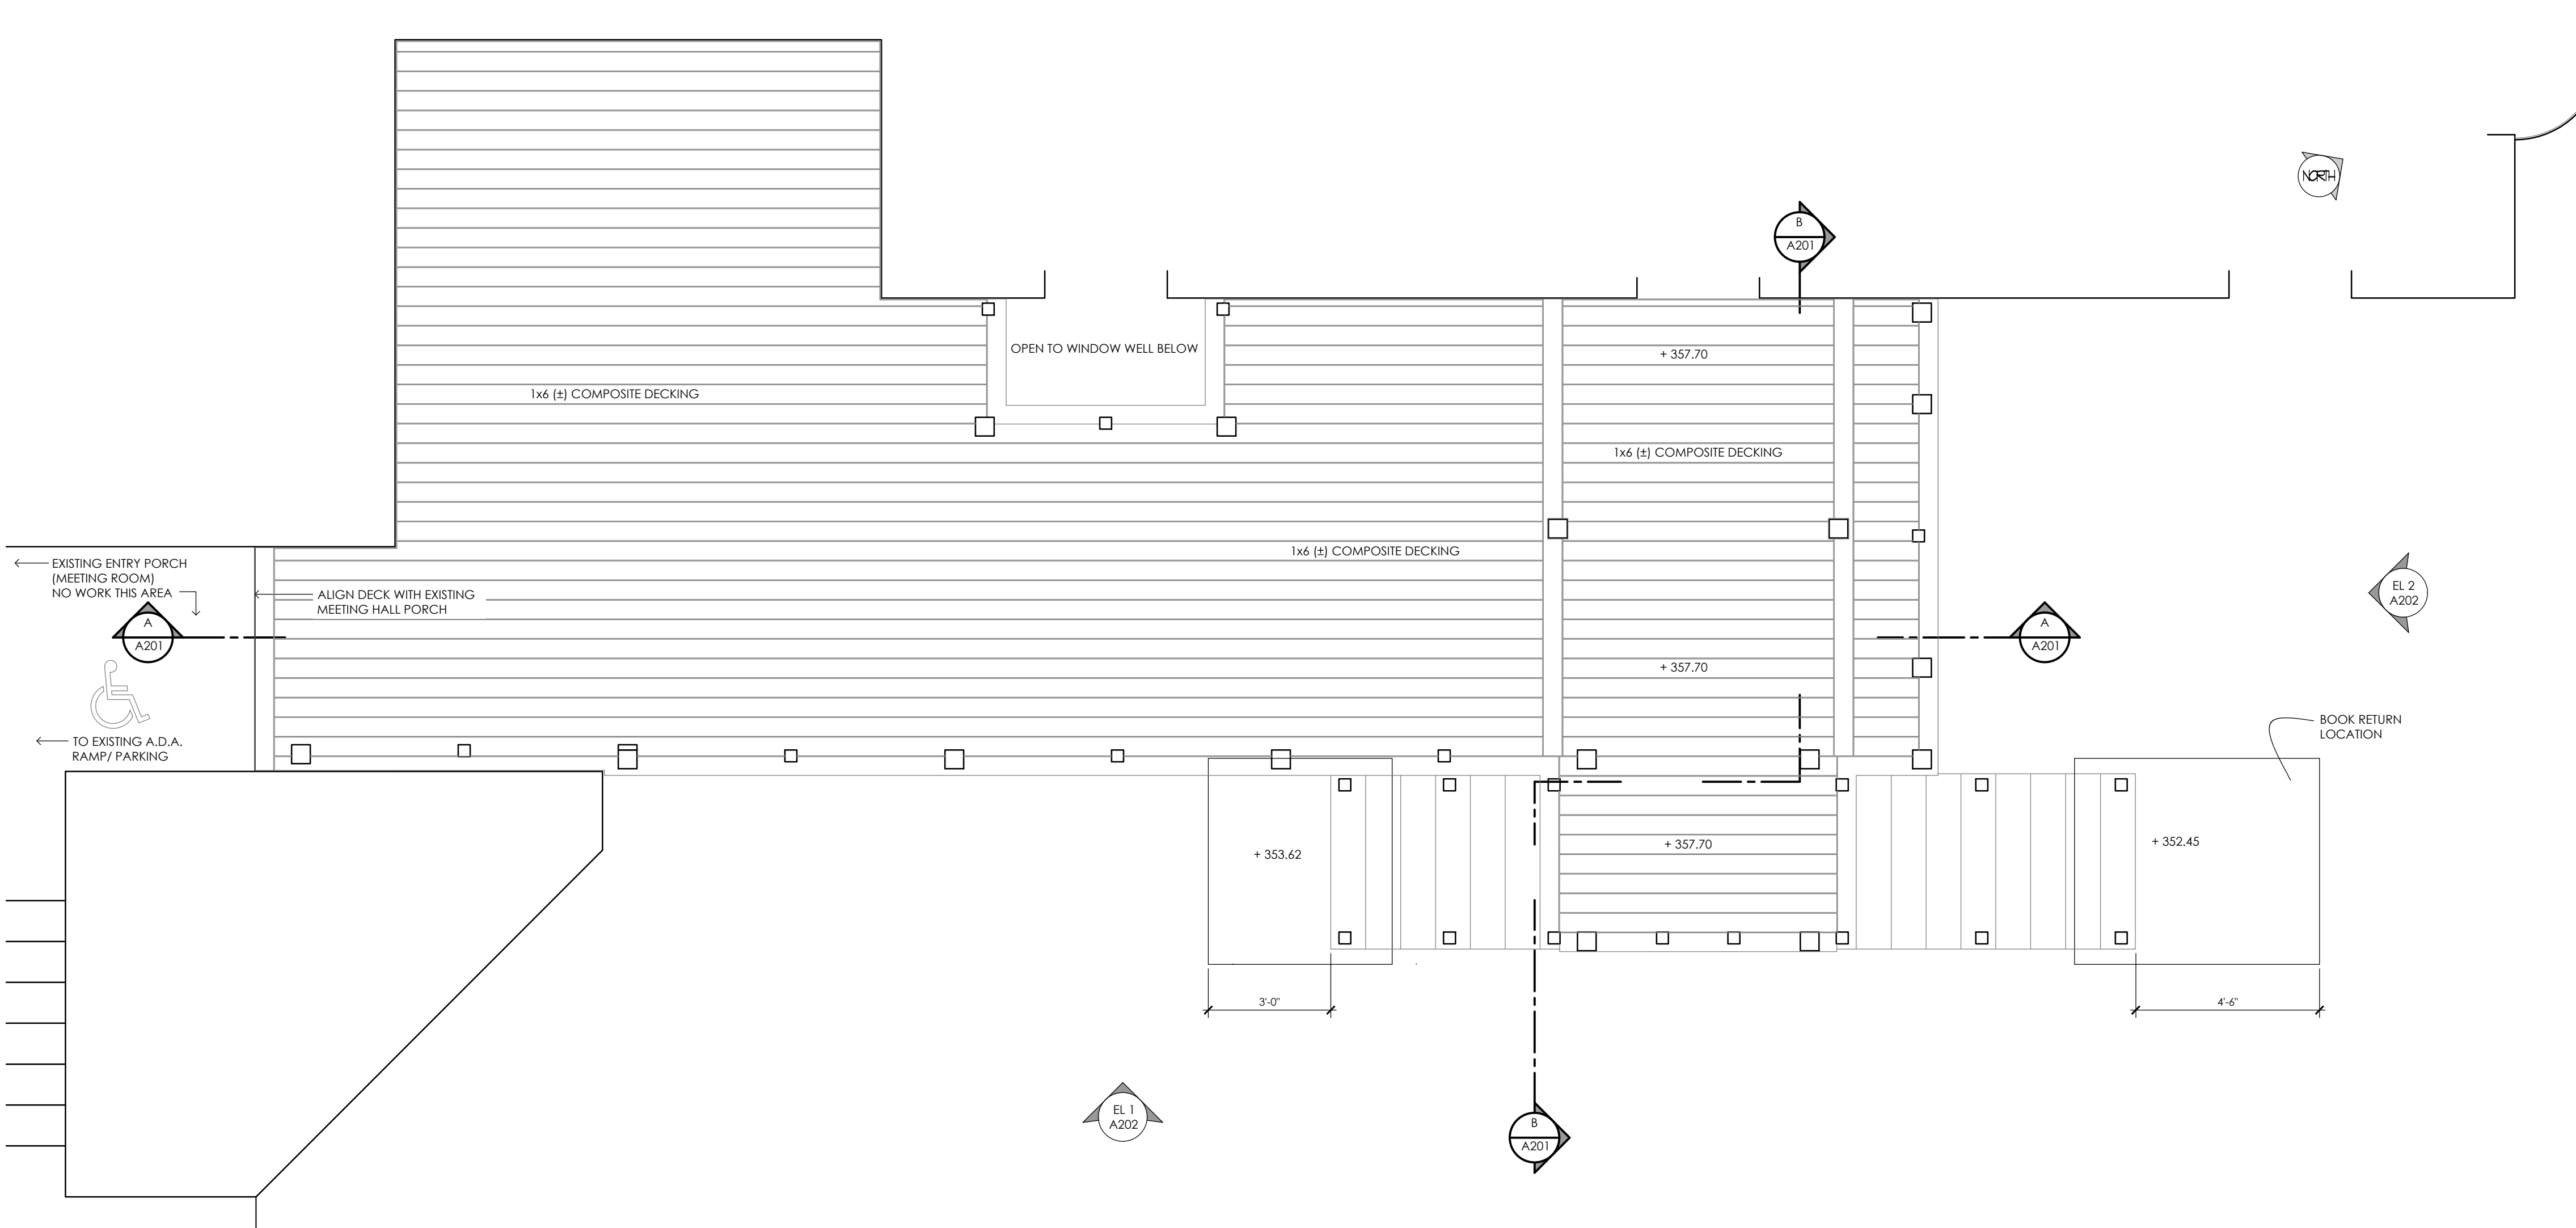 NORTH
B
A201
OPEN TO WINDOW WELL BELOW
+ 357.70
1x6 (±) COMPOSITE DECKING
1x6 (±) COMPOSITE DECKING
1x6 (±) COMPOSITE DECKING
EXISTING ENTRY PORCH
(MEETING ROOM)
NO WORK THIS AREA
ALIGN DECK WITH EXISTING
MEETING HALL PORCH
EL 2
A202
A
A201
A
A201
+ 357.70
TO EXISTING A.D.A.
RAMP/ PARKING
BOOK RETURN
LOCATION
+ 353.62
+ 357.70
+ 352.45
3'-0"
4'-6"
EL 1
A202
B
A201